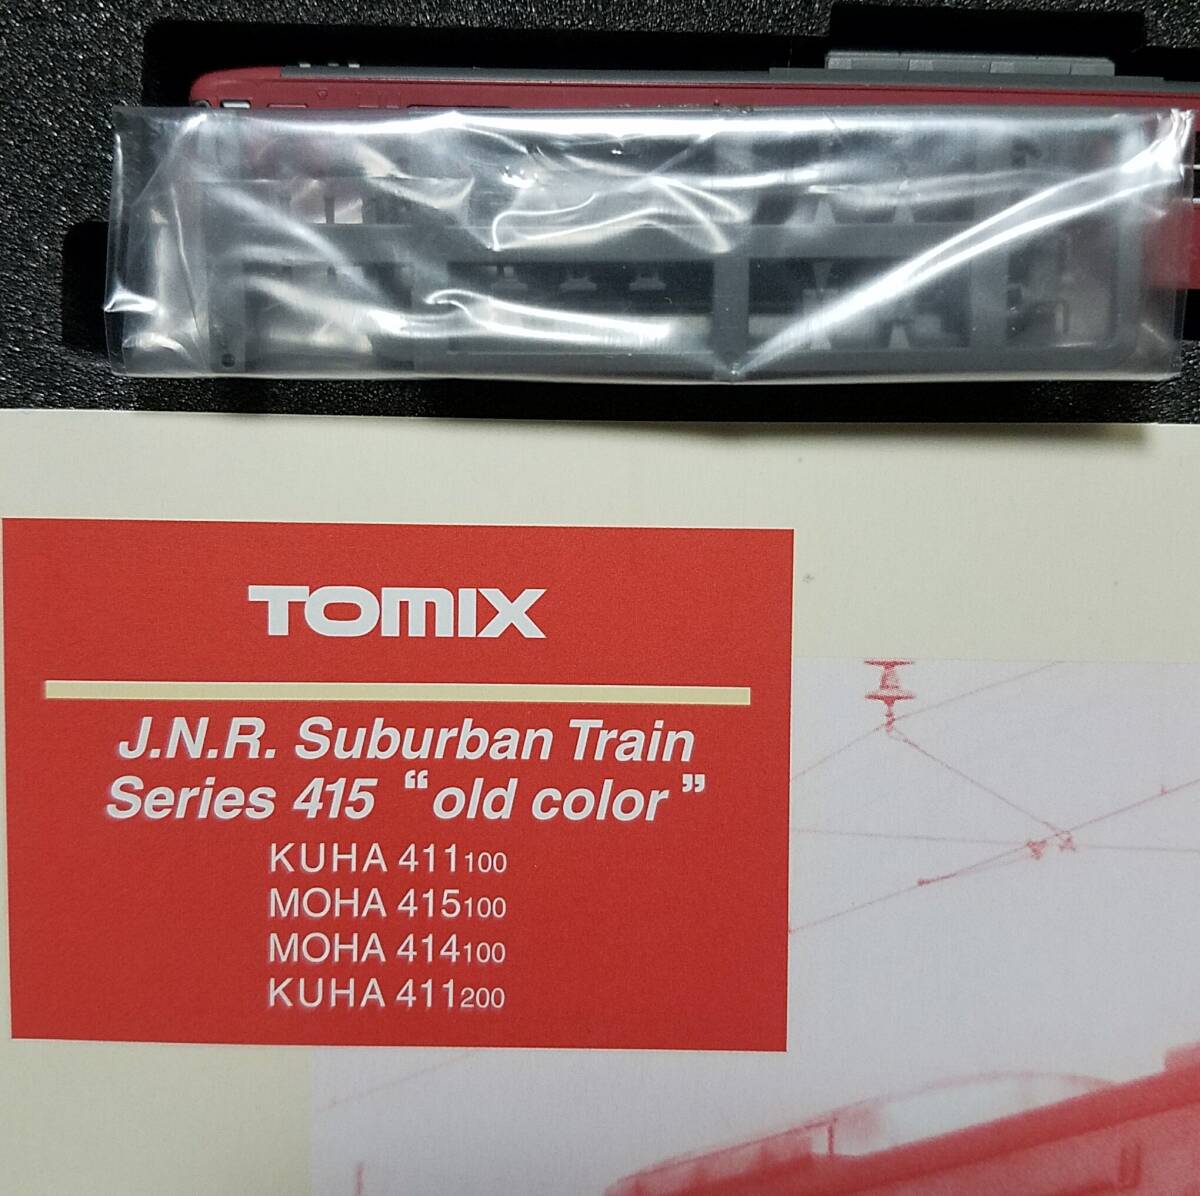 TOMIX
J.N.R. Suburban Train
Series 415 “old color”
KUHA 411100
MOHA 415100
MOHA 414100
KUHA 411200